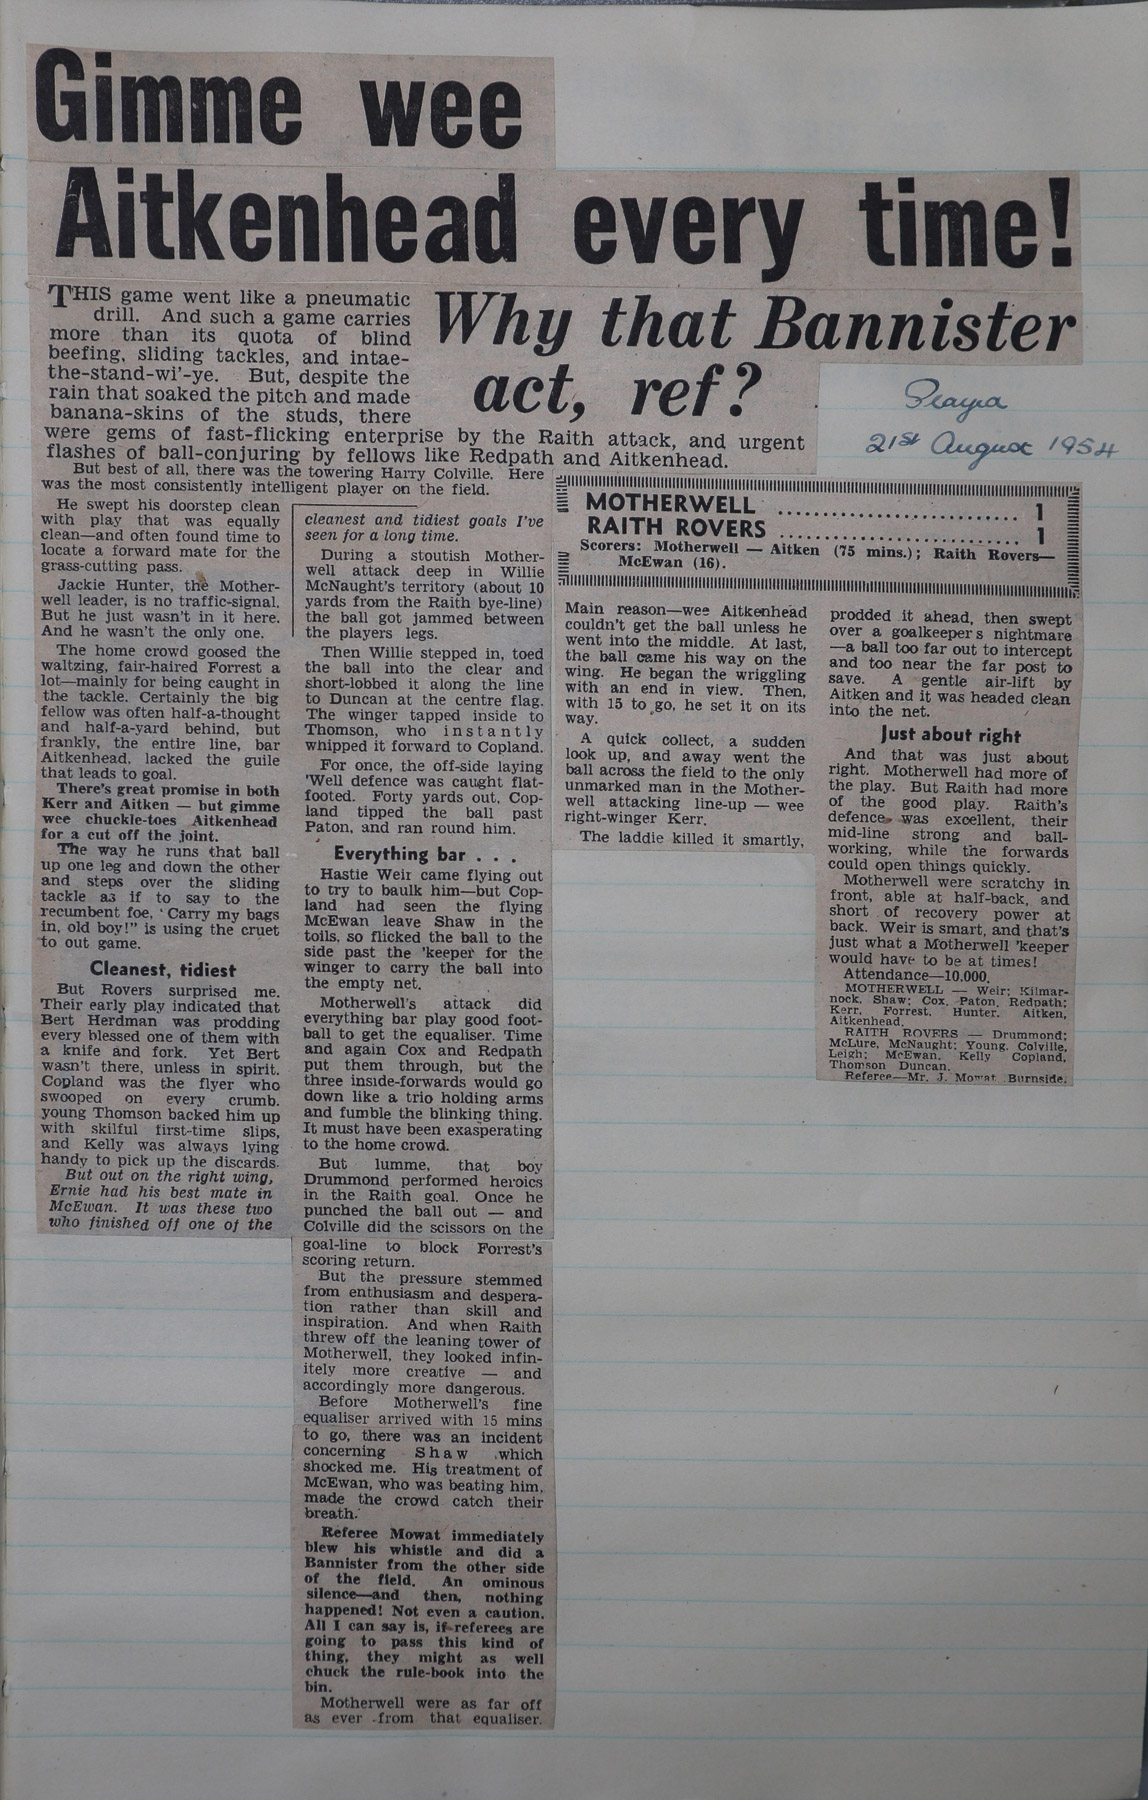 Gimme wee
Aitkenhead every time!
Why that Bannister
act, ref?
21st August 1954
THIS game went like a pneumatic
drill. And such a game carries
more than its quota of blind
beefing, sliding tackles, and intae-
the-stand-wi'-ye. But, despite the
rain that soaked the pitch and made
banana-skins of the studs, there
were gems of fast-flicking enterprise by the Raith attack, and urgent
flashes of ball-conjuring by fellows like Redpath and Aitkenhead.
But best of all, there was the towering Harry Colville. Here
was the most consistently intelligent player on the field.
He swept his doorstep clean
with play that was equally
clean—and often found time to
locate a forward mate for the
grass-cutting pass.
Jackie Hunter, the Mother-
well leader, is no traffic-signal.
But he just wasn't in it here.
And he wasn't the only one.
The home crowd goosed the
waltzing, fair-haired Forrest a
lot—mainly for being caught in
the tackle. Certainly the big
fellow was often half-a-thought
and half-a-yard behind, but
frankly, the entire line, bar
Aitkenhead, lacked the guile
that leads to goal.
There's great promise in both
Kerr and Aitken — but gimme
wee chuckle-toes Aitkenhead
for a cut off the joint.
The way he runs that ball
up one leg and down the other
and steps over the sliding
tackle as if to say to the
recumbent foe, ‘Carry my bags
in, old boy!” is using the cruet
to out game.
Cleanest, tidiest
But Rovers surprised me.
Their early play indicated that
Bert Herdman was prodding
every blessed one of them with
a knife and fork. Yet Bert
wasn't there, unless in spirit.
Copland was the flyer who
swooped on every crumb.
young Thomson backed him up
with skilful first-time slips,
and Kelly was always lying
handy to pick up the discards.
But out on the right wing,
Ernie had his best mate in
McEwan. It was these two
who finished off one of the
cleanest and tidiest goals I've
seen for a long time.
During a stoutish Mother-
well attack deep in Willie
McNaught's territory (about 10
yards from the Raith bye-line)
the ball got jammed between
the players legs.
Then Willie stepped in, toed
the ball into the clear and
short-lobbed it along the line
to Duncan at the centre flag.
The winger tapped inside to
Thomson, who instantly
whipped it forward to Copland.
For once, the off-side laying
'Well defence was caught flat-
footed. Forty yards out, Cop-
land tipped the ball past
Paton, and ran round him.
Everything bar . . .
Hastie Weir came flying out
to try to baulk him—but Cop-
land had seen the flying
McEwan leave Shaw in the
toils, so flicked the ball to the
side past the 'keeper for the
winger to carry the ball into
the empty net.
Motherwell's attack did
everything bar play good foot-
ball to get the equaliser. Time
and again Cox and Redpath
put them through, but the
three inside-forwards would go
down like a trio holding arms
and fumble the blinking thing.
It must have been exasperating
to the home crowd.
But lumme, that boy
Drummond performed heroics
in the Raith goal. Once he
punched the ball out — and
Colville did the scissors on the
goal-line to block Forrest's
scoring return.
But the pressure stemmed
from enthusiasm and despera-
tion rather than skill and
inspiration. And when Raith
threw off the leaning tower of
Motherwell, they looked infin-
itely more creative — and
accordingly more dangerous.
Before Motherwell's fine
equaliser arrived with 15 mins
to go, there was an incident
concerning Shaw which
shocked me. His treatment of
McEwan, who was beating him,
made the crowd catch their
breath.
Referee Mowat immediately
blew his whistle and did a
Bannister from the other side
of the field. An ominous
silence—and then, nothing
happened! Not even a caution.
All I can say is, if referees are
going to pass this kind of
thing, they might as well
chuck the rule-book into the
bin.
Motherwell were as far off
as ever from that equaliser.
MOTHERWELL ........................... 1
RAITH ROVERS ........................... 1
Scorers: Motherwell — Aitken (75 mins.); Raith Rovers—
McEwan (16).
Main reason—wee Aitkenhead
couldn't get the ball unless he
went into the middle. At last,
the ball came his way on the
wing. He began the wriggling
with an end in view. Then,
with 15 to go, he set it on its
way.
A quick collect, a sudden
look up, and away went the
ball across the field to the only
unmarked man in the Mother-
well attacking line-up — wee
right-winger Kerr.
The laddie killed it smartly,
prodded it ahead, then swept
over a goalkeeper's nightmare
—a ball too far out to intercept
and too near the far post to
save. A gentle air-lift by
Aitken and it was headed clean
into the net.
Just about right
And that was just about
right. Motherwell had more of
the play. But Raith had more
of the good play. Raith's
defence was excellent, their
mid-line strong and ball-
working, while the forwards
could open things quickly.
Motherwell were scratchy in
front, able at half-back, and
short of recovery power at
back. Weir is smart, and that's
just what a Motherwell 'keeper
would have to be at times!
Attendance—10,000.
MOTHERWELL — Weir; Kilmar-
nock, Shaw; Cox, Paton, Redpath;
Kerr, Forrest, Hunter, Aitken,
Aitkenhead.
RAITH ROVERS — Drummond;
McLure, McNaught; Young, Colville,
Leigh; McEwan, Kelly Copland,
Thomson Duncan.
Referee—Mr. J. Mowat Burnside.